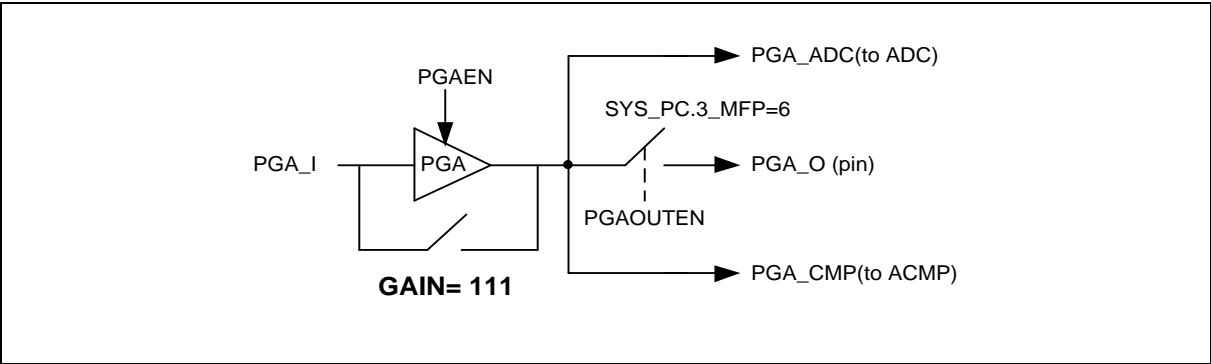 PGA_ADC(to ADC)
PGAEN
SYS_PC.3_MFP=6
PGA_I
PGA
PGA_O (pin)
PGAOUTEN
PGA_CMP(to ACMP)
GAIN= 111